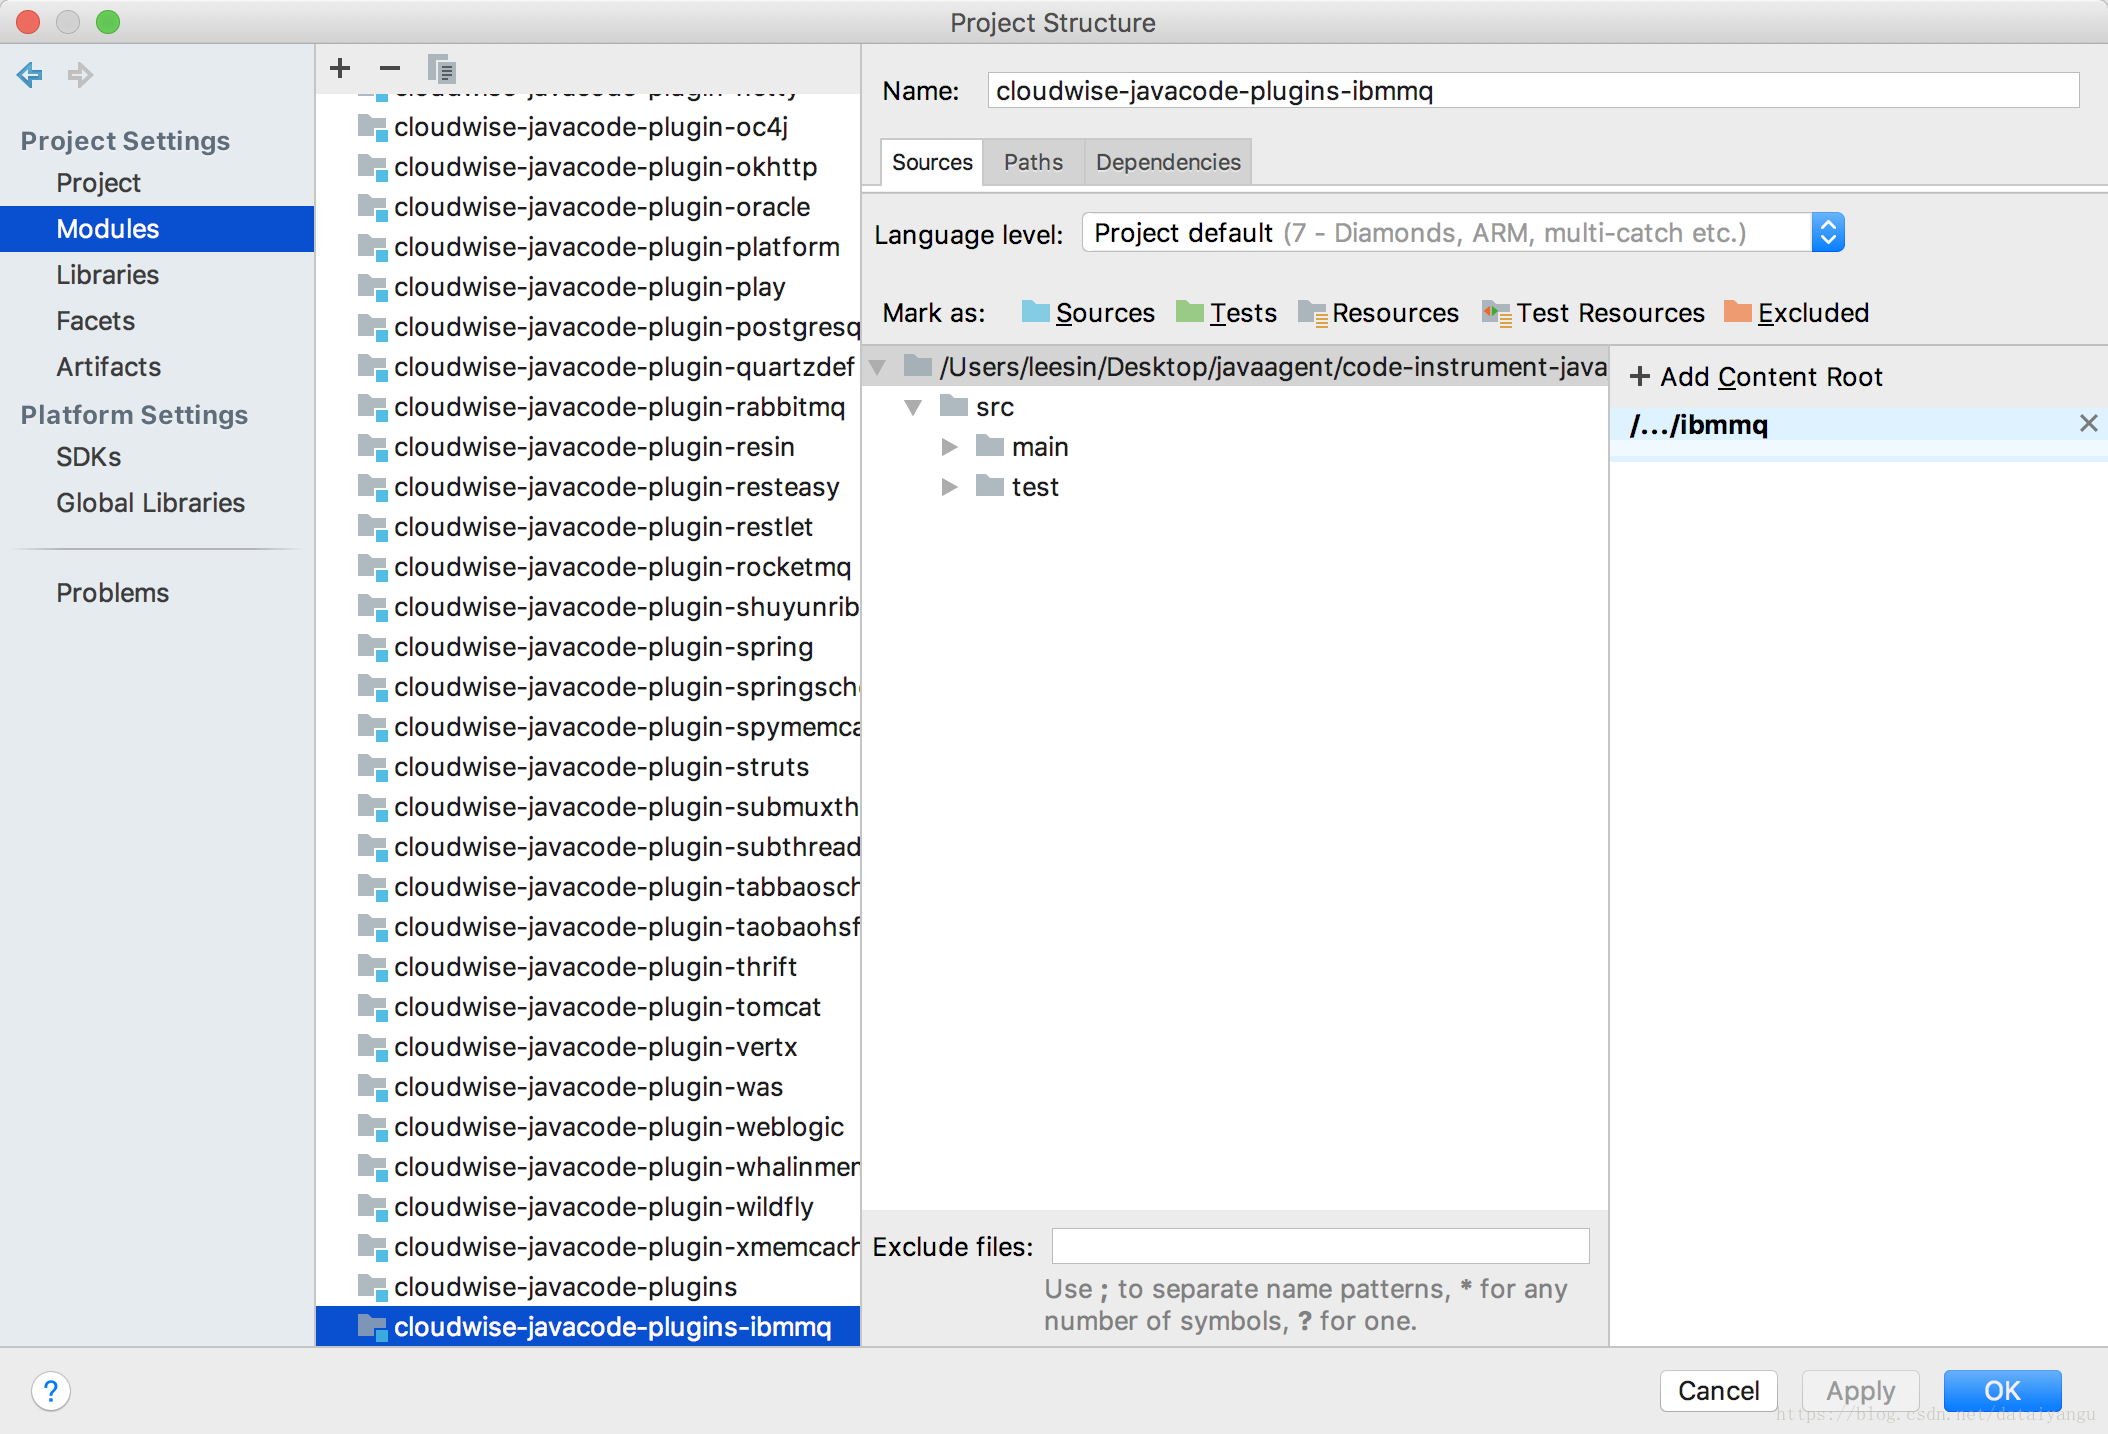 Project Structure
Project Settings
Project
Modules
Libraries
Facets
Artifacts
Platform Settings
SDKs
Global Libraries
Problems
cloudwise-javacode-plugin-oc4j
cloudwise-javacode-plugin-okhttp
cloudwise-javacode-plugin-oracle
cloudwise-javacode-plugin-platform
cloudwise-javacode-plugin-play
cloudwise-javacode-plugin-postgresq
cloudwise-javacode-plugin-quartzdef
cloudwise-javacode-plugin-rabbitmq
cloudwise-javacode-plugin-resin
cloudwise-javacode-plugin-resteasy
cloudwise-javacode-plugin-restlet
cloudwise-javacode-plugin-rocketmq
cloudwise-javacode-plugin-shuyunrib
cloudwise-javacode-plugin-spring
cloudwise-javacode-plugin-springsch
cloudwise-javacode-plugin-spymemca
cloudwise-javacode-plugin-struts
cloudwise-javacode-plugin-submuxth
cloudwise-javacode-plugin-subthread
cloudwise-javacode-plugin-tabbaosch
cloudwise-javacode-plugin-taobaohsf
cloudwise-javacode-plugin-thrift
cloudwise-javacode-plugin-tomcat
cloudwise-javacode-plugin-vertx
cloudwise-javacode-plugin-was
cloudwise-javacode-plugin-weblogic
cloudwise-javacode-plugin-whalinmer
cloudwise-javacode-plugin-wildfly
cloudwise-javacode-plugin-xmemcach
cloudwise-javacode-plugins
cloudwise-javacode-plugins-ibmmq
Name: cloudwise-javacode-plugins-ibmmq
Sources Paths Dependencies
Language level: Project default (7 - Diamonds, ARM, multi-catch etc.)
Mark as: Sources Tests Resources Test Resources Excluded
/Users/leesin/Desktop/javaagent/code-instrument-java
src
main
test
+ Add Content Root
/.../ibmmq
Exclude files:
Use ; to separate name patterns, * for any
number of symbols, ? for one.
?
Cancel Apply OK
https://blog.csdn.net/dataiyangu